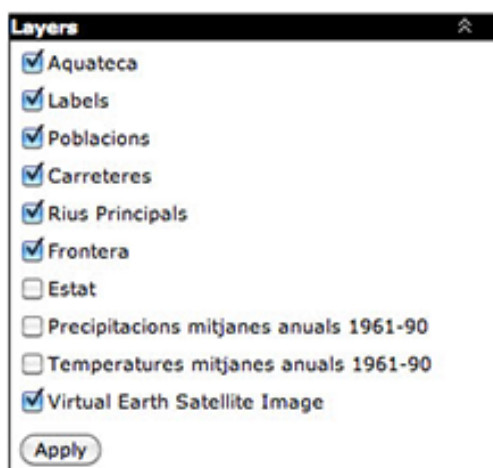 Layers
Aquateca
Labels
Poblacions
Carreteres
Rius Principals
Frontera
Estat
Precipitacions mitjanes anuals 1961-90
Temperatures mitjanes anuals 1961-90
Virtual Earth Satellite Image
Apply